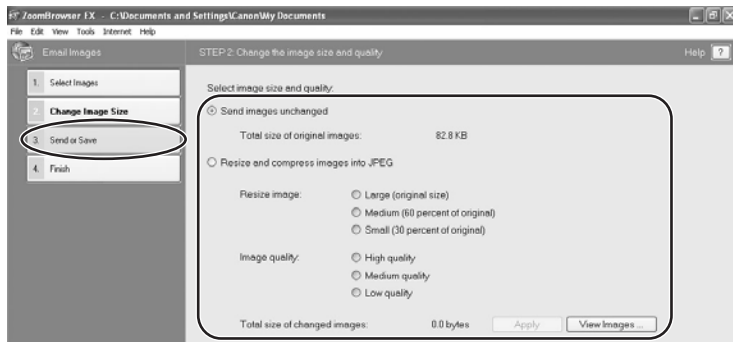 ZoomBrowser EX - C:\Documents and Settings\Canon\My Documents
File Edit View Tools Internet Help
Email Images
STEP 2: Change the image size and quality
Help ?
1. Select Images
2. Change Image Size
3. Send or Save
4. Finish
Select image size and quality:
Send images unchanged
Total size of original images: 82.8 KB
Resize and compress images into JPEG
Resize image: Large (original size)
Medium (60 percent of original)
Small (30 percent of original)
Image quality: High quality
Medium quality
Low quality
Total size of changed images: 0.0 bytes Apply View Images ...